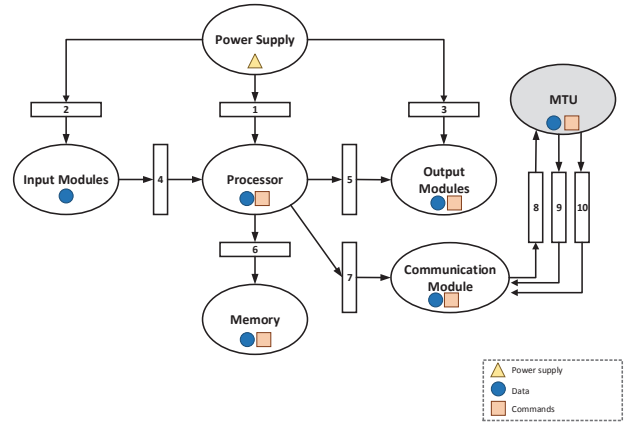 Power Supply
MTU
2
1
3
Input Modules
4
Processor
5
Output
Modules
8
9
10
6
7
Communication
Module
Memory
Power supply
Data
Commands